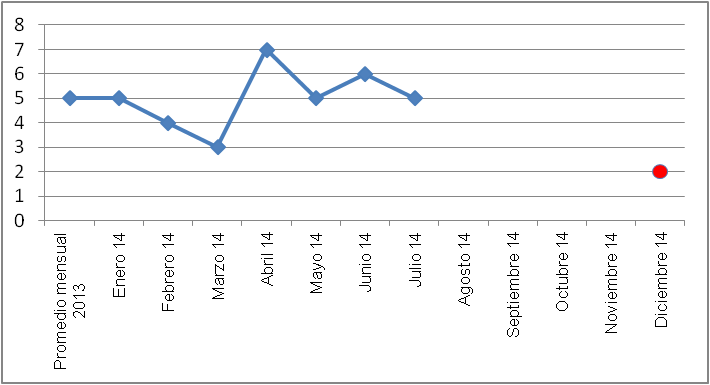 8
7
6
5
4
3
2
1
0
Promedio mensual
2013
Enero 14
Febrero 14
Marzo 14
Abril 14
Mayo 14
Junio 14
Julio 14
Agosto 14
Septiembre 14
Octubre 14
Noviembre 14
Diciembre 14